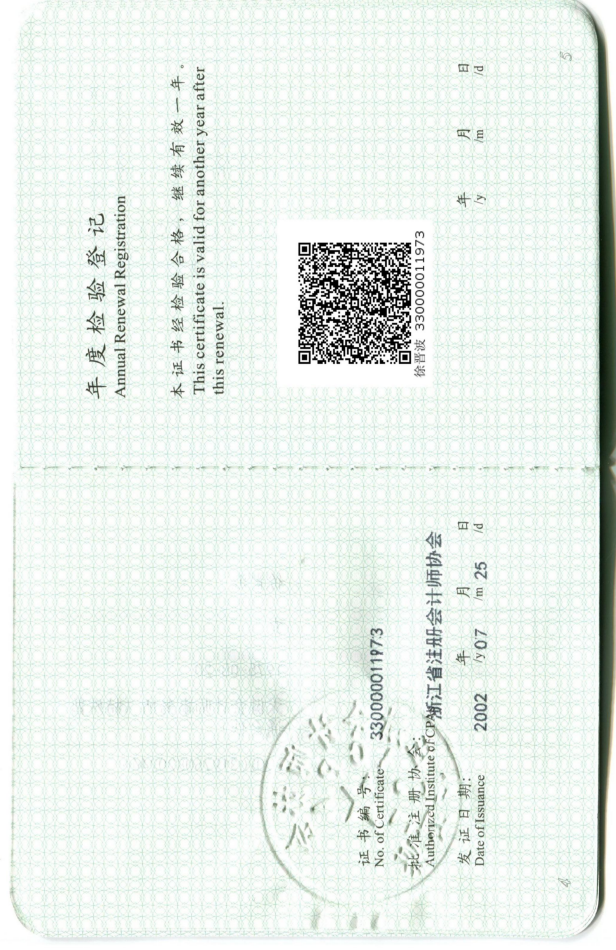 证书编号: 330000011973
No. of Certificate
批准注册协会: 浙江省注册会计师协会
Authorized Institute of CPAs
发证日期: 2002 年 07 月 25 日
Date of Issuance /y /m /d
4
年度检验登记
Annual Renewal Registration
本证书经检验合格，继续有效一年。
This certificate is valid for another year after
this renewal.
徐晋波 330000011973
年 月 日
/y /m /d
5